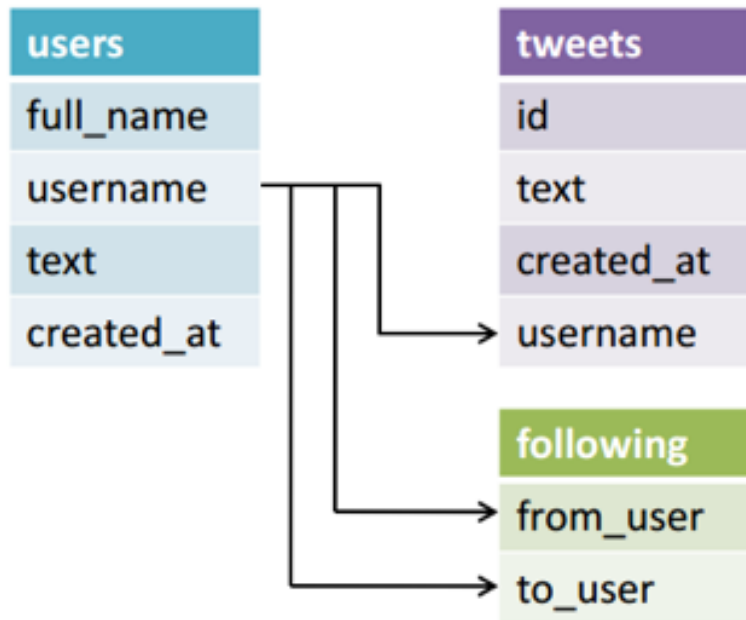 users
full_name
username
text
created_at
tweets
id
text
created_at
username
following
from_user
to_user